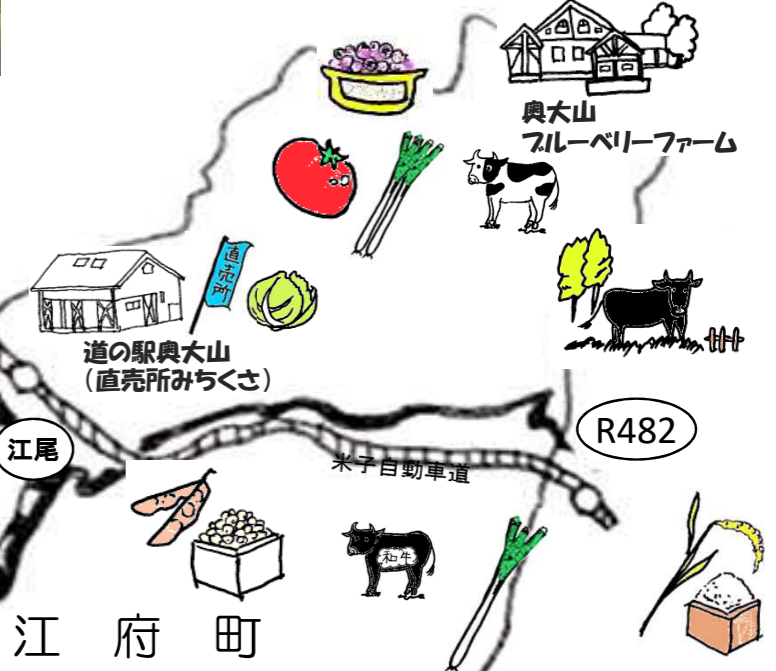 奥大山
ブルーベリーファーム
直売所
道の駅奥大山
(直売所みちくさ)
江尾
R482
米子自動車道
和牛
江府町